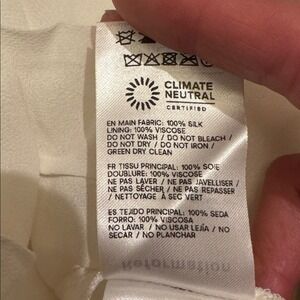 CLIMATE
NEUTRAL
CERTIFIED
EN MAIN FABRIC: 100% SILK
LINING: 100% VISCOSE
DO NOT WASH / DO NOT BLEACH /
DO NOT DRY / DO NOT IRON /
GREEN DRY CLEAN
FR TISSU PRINCIPAL: 100% SOIE
DOUBLURE: 100% VISCOSE
NE PAS LAVER / NE PAS JAVELLISER /
NE PAS SÉCHER / NE PAS REPASSER
/ NETTOYAGE À SEC VERT
ES TEJIDO PRINCIPAL: 100% SEDA
FORRO: 100% VISCOSA
NO LAVAR / NO USAR LEJÍA / NO
SECAR / NO PLANCHAR
Reformation